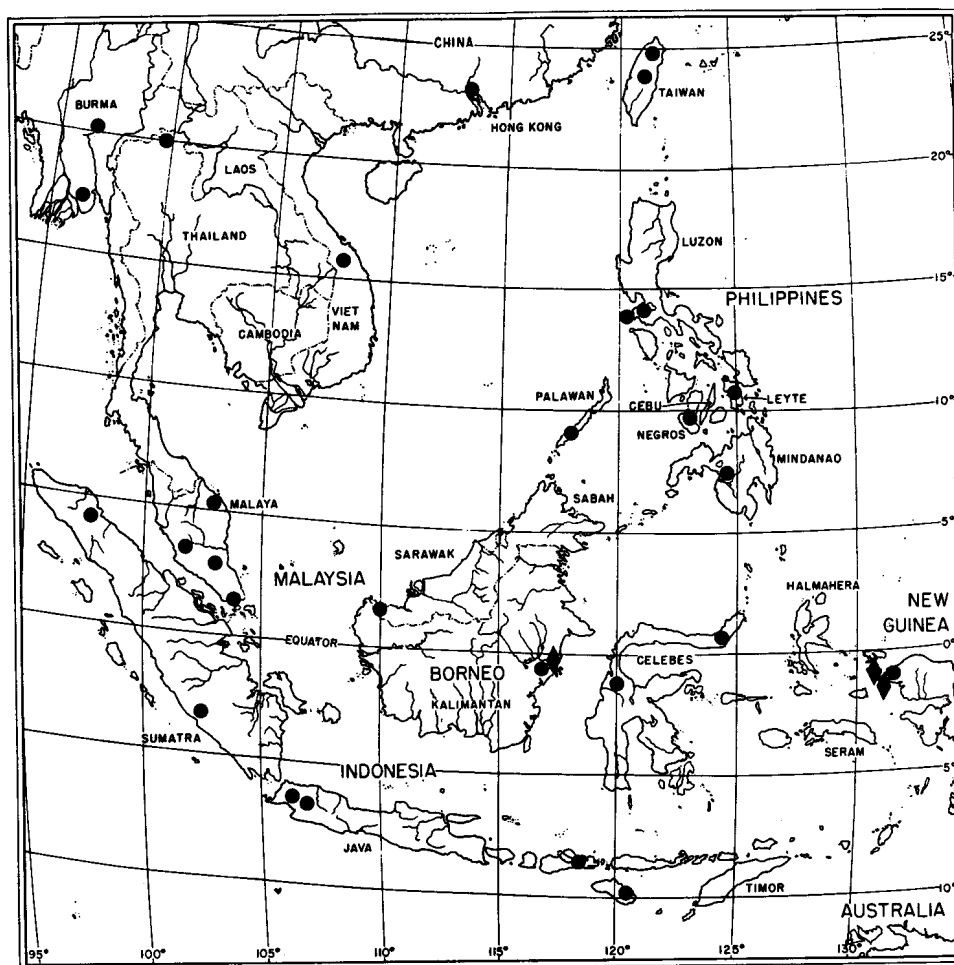 CHINA
25°
BURMA
TAIWAN
HONG KONG
LAOS
20°
THAILAND
LUZON
15°
PHILIPPINES
VIET
NAM
CAMBODIA
PALAWAN
CEBU
LEYTE
10°
NEGROS
MINDANAO
SABAH
MALAYA
5°
SARAWAK
MALAYSIA
HALMAHERA
NEW
GUINEA
EQUATOR
0°
CELEBES
BORNEO
KALIMANTAN
SUMATRA
SERAM
INDONESIA
5°
JAVA
TIMOR
10°
AUSTRALIA
95° 100° 105° 110° 115° 120° 125° 130°